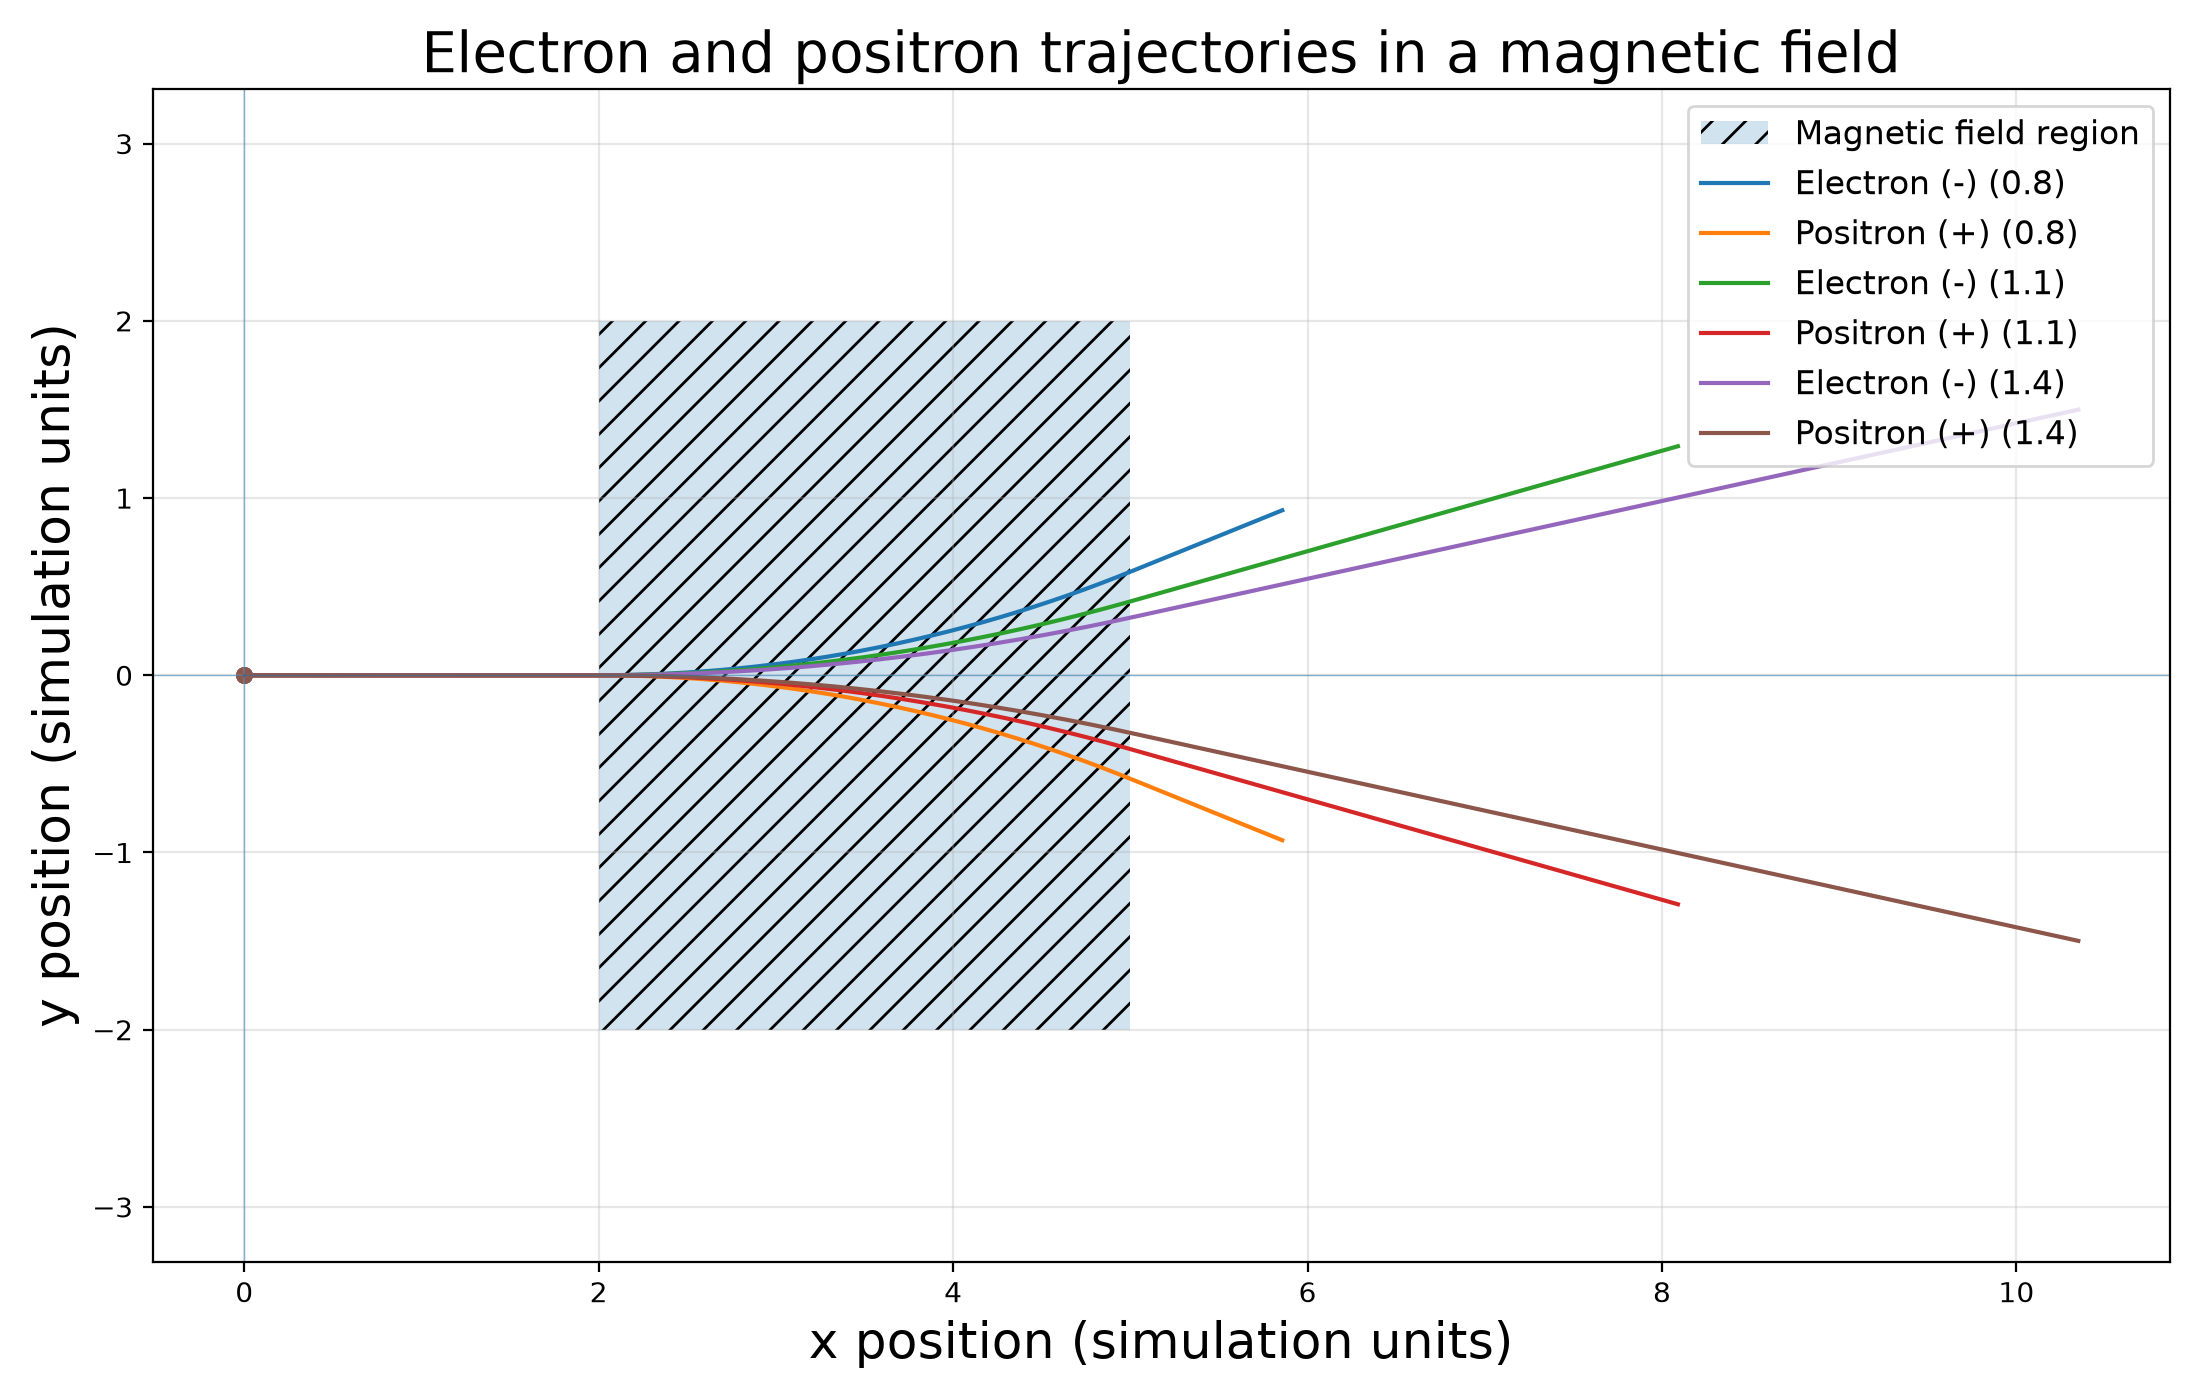 Electron and positron trajectories in a magnetic field
Magnetic field region
Electron (-) (0.8)
Positron (+) (0.8)
Electron (-) (1.1)
Positron (+) (1.1)
Electron (-) (1.4)
Positron (+) (1.4)
y position (simulation units)
3
2
1
0
−1
−2
−3
0 2 4 6 8 10
x position (simulation units)